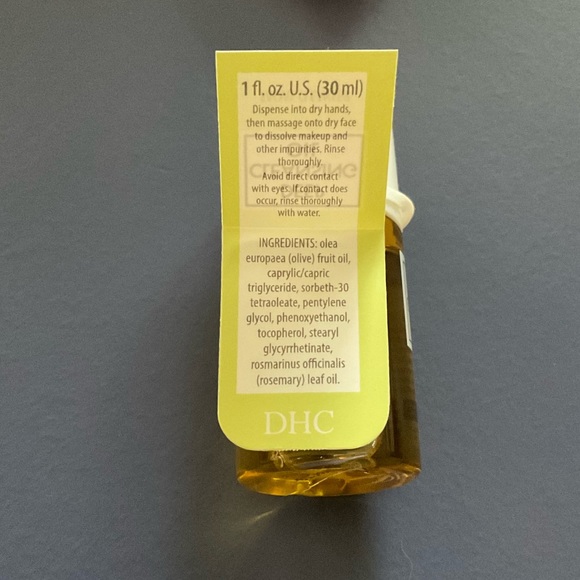 1 fl. oz. U.S. (30 ml)
Dispense into dry hands,
then massage onto dry face
to dissolve makeup and
other impurities. Rinse
thoroughly.
Avoid direct contact
with eyes. If contact does
occur, rinse thoroughly
with water.
INGREDIENTS: olea
europaea (olive) fruit oil,
caprylic/capric
triglyceride, sorbeth-30
tetraoleate, pentylene
glycol, phenoxyethanol,
tocopherol, stearyl
glycyrrhetinate,
rosmarinus officinalis
(rosemary) leaf oil.
DHC